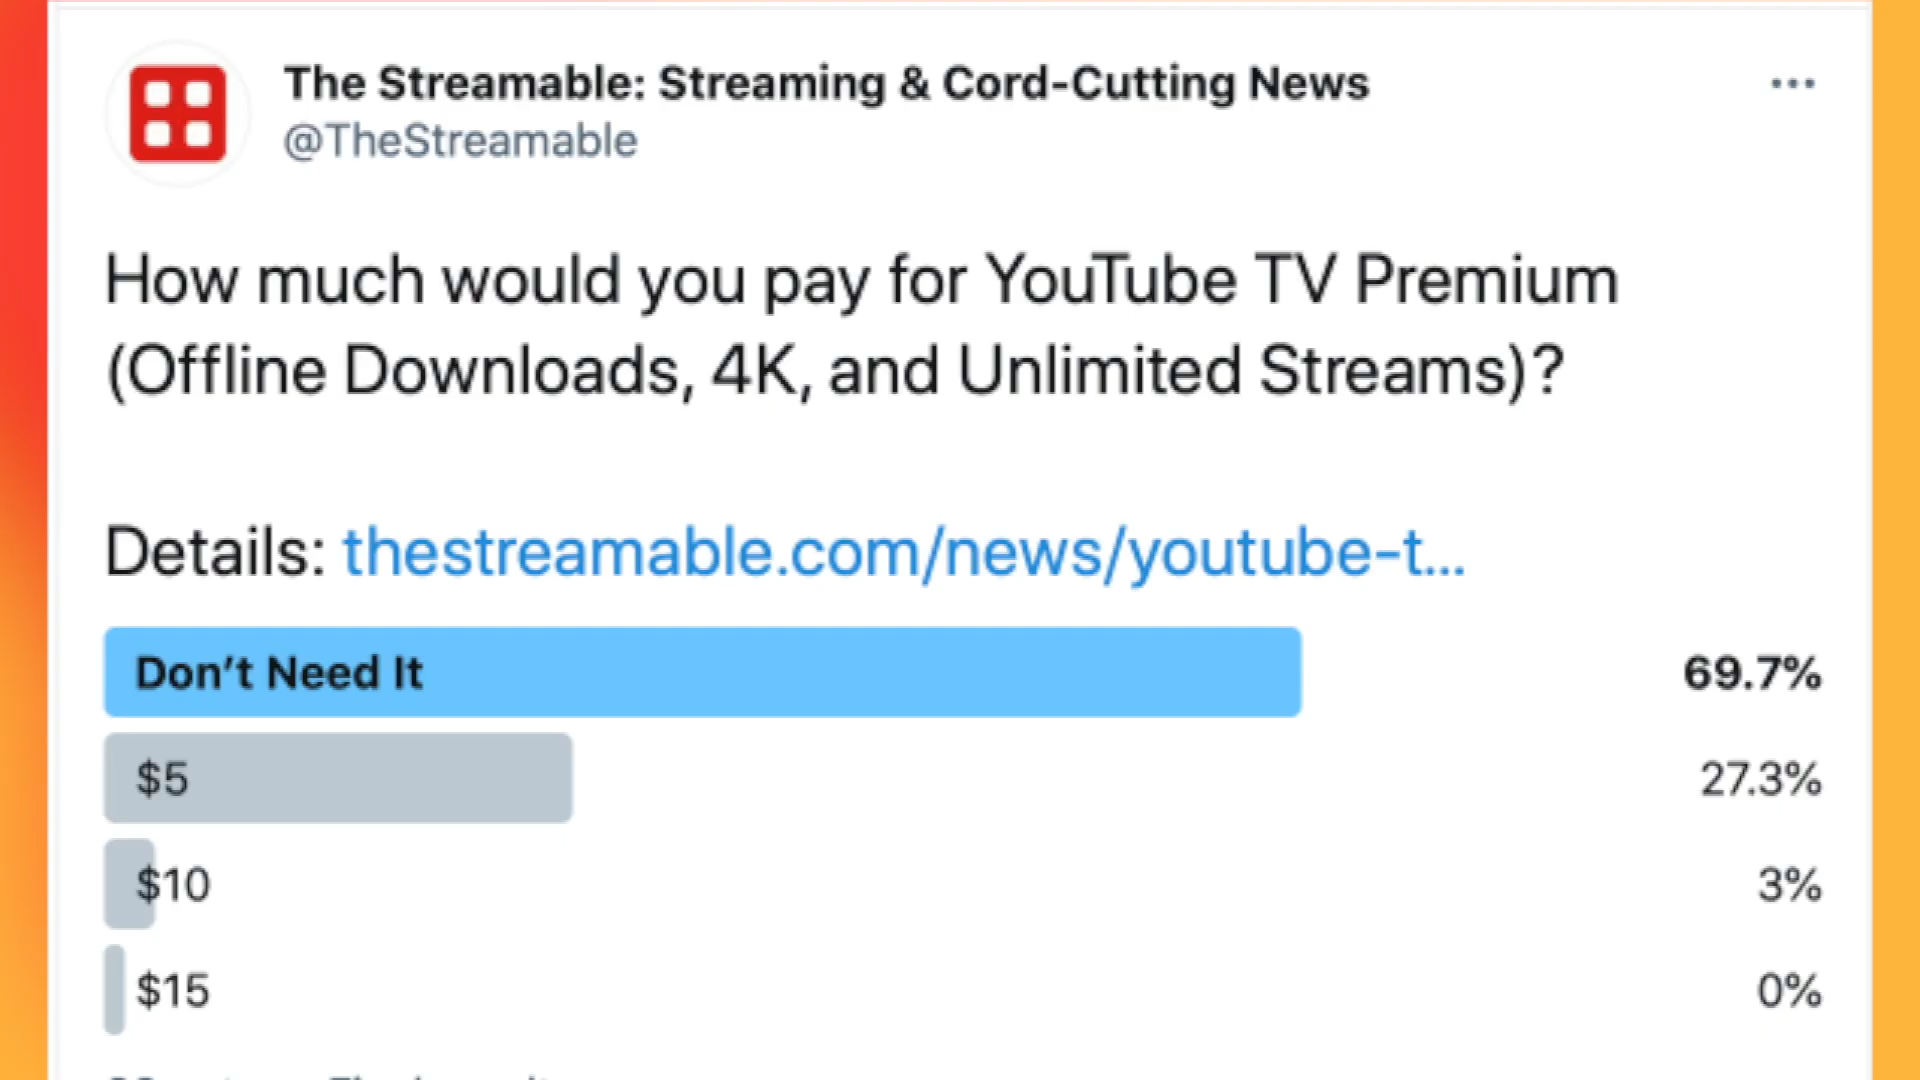 The Streamable: Streaming & Cord-Cutting News
@TheStreamable
How much would you pay for YouTube TV Premium
(Offline Downloads, 4K, and Unlimited Streams)?
Details: thestreamable.com/news/youtube-t...
Don’t Need It 69.7%
$5 27.3%
$10 3%
$15 0%